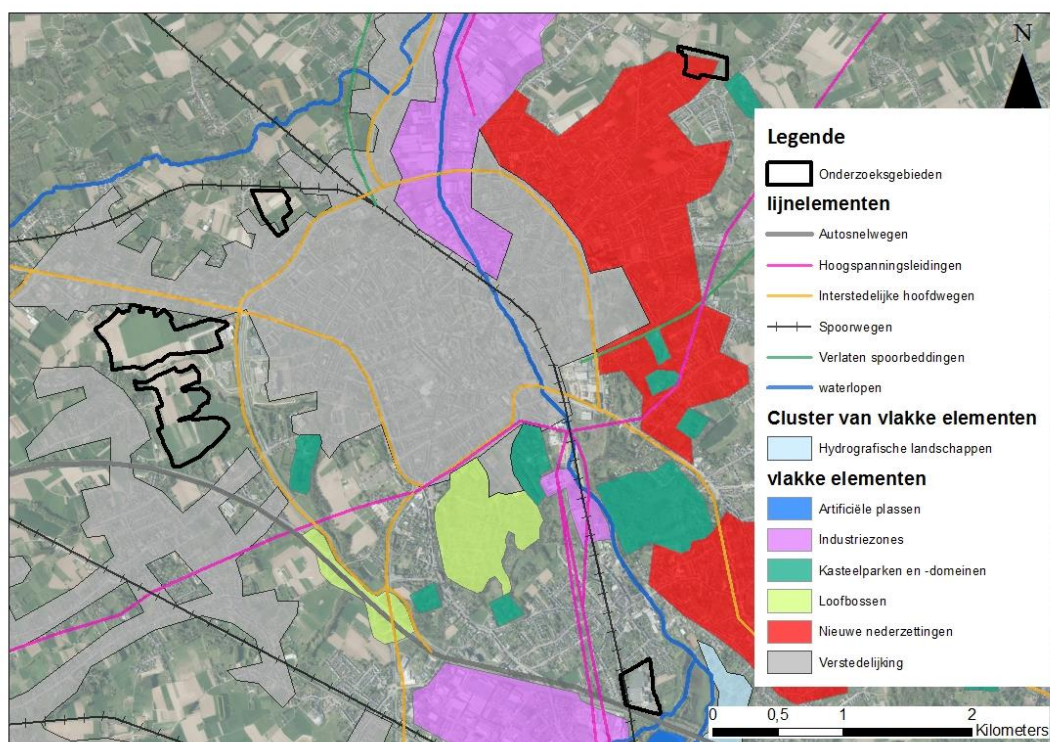 N
Legende
Onderzoeksgebieden
lijnelementen
Autosnelwegen
Hoogspanningsleidingen
Interstedelijke hoofdwegen
Spoorwegen
Verlaten spoorbeddingen
waterlopen
Cluster van vlakke elementen
Hydrografische landschappen
vlakke elementen
Artificiële plassen
Industriezones
Kasteelparken en -domeinen
Loofbossen
Nieuwe nederzettingen
Verstedelijking
0 0,5 1 2
Kilometers